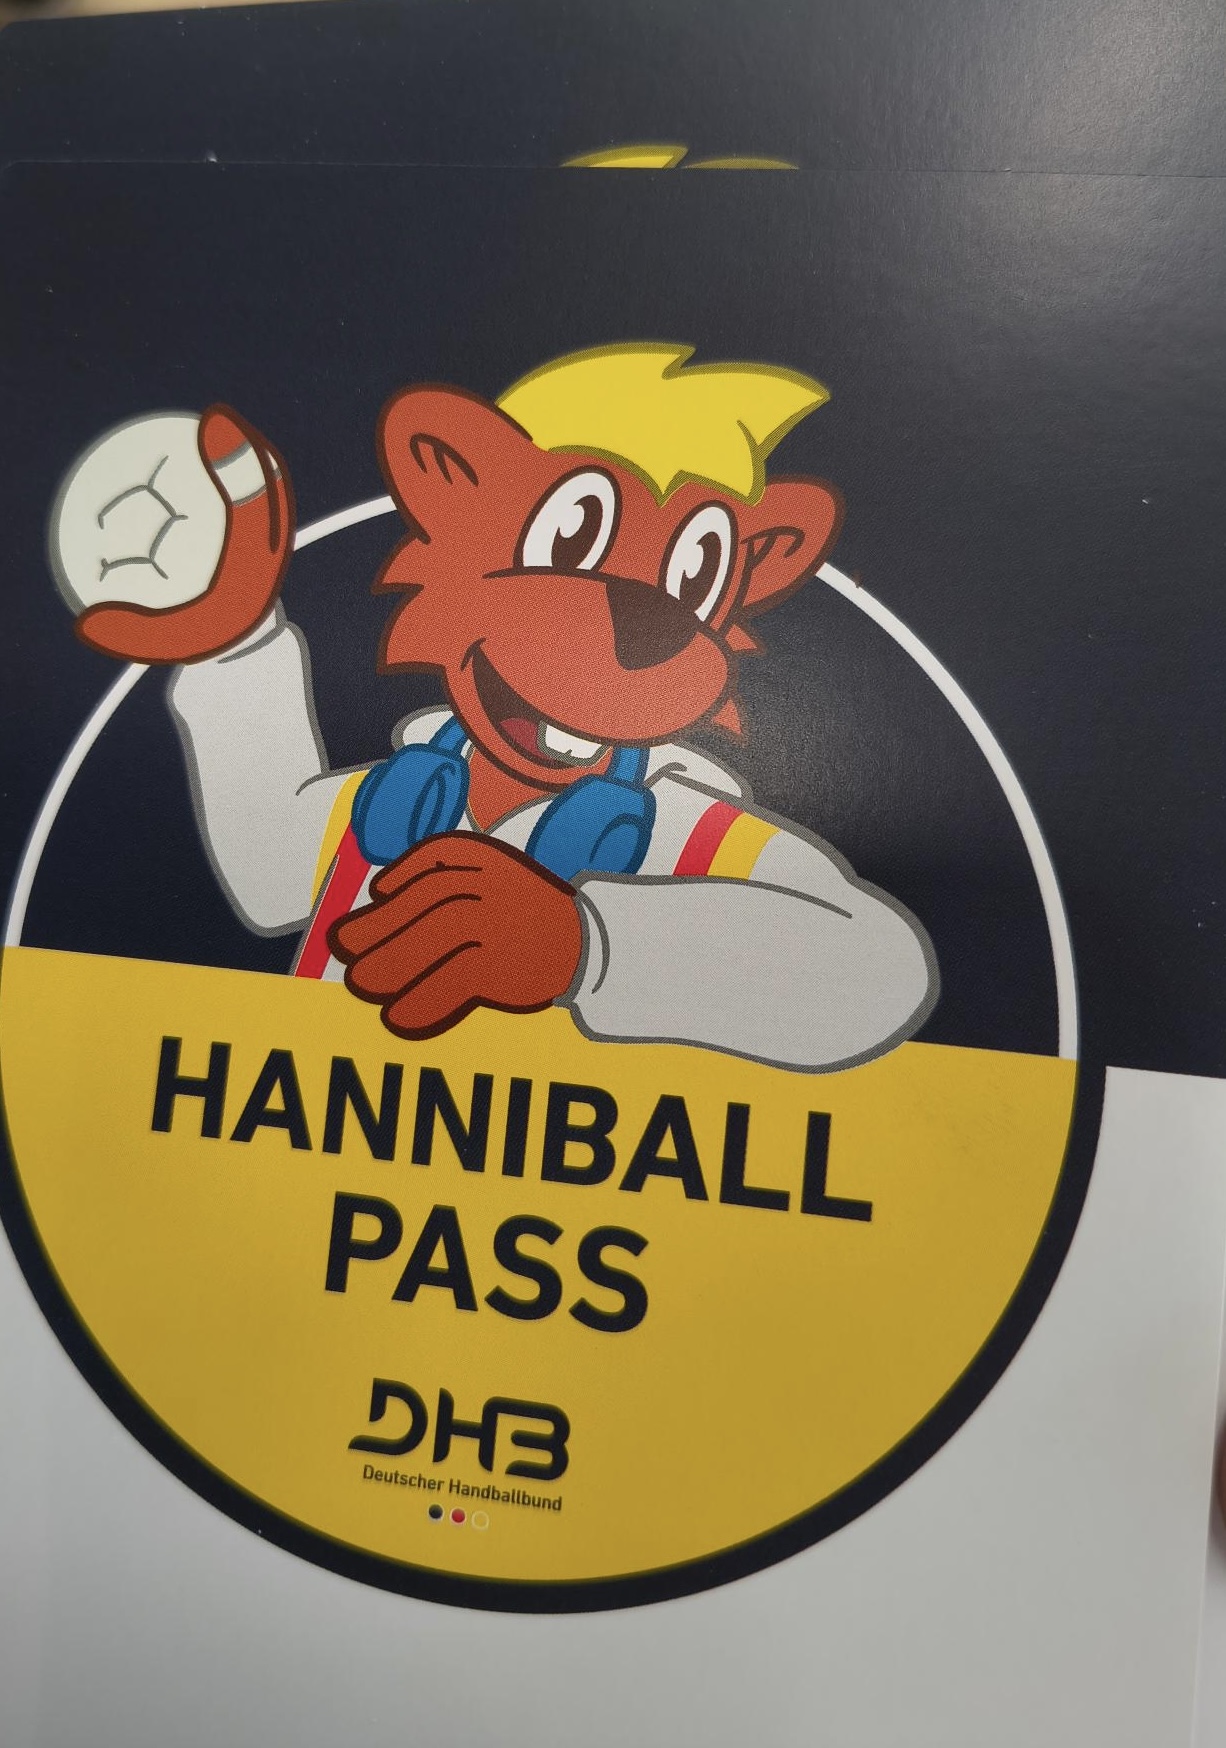 HANNIBALL
PASS
DHB
Deutscher Handballbund